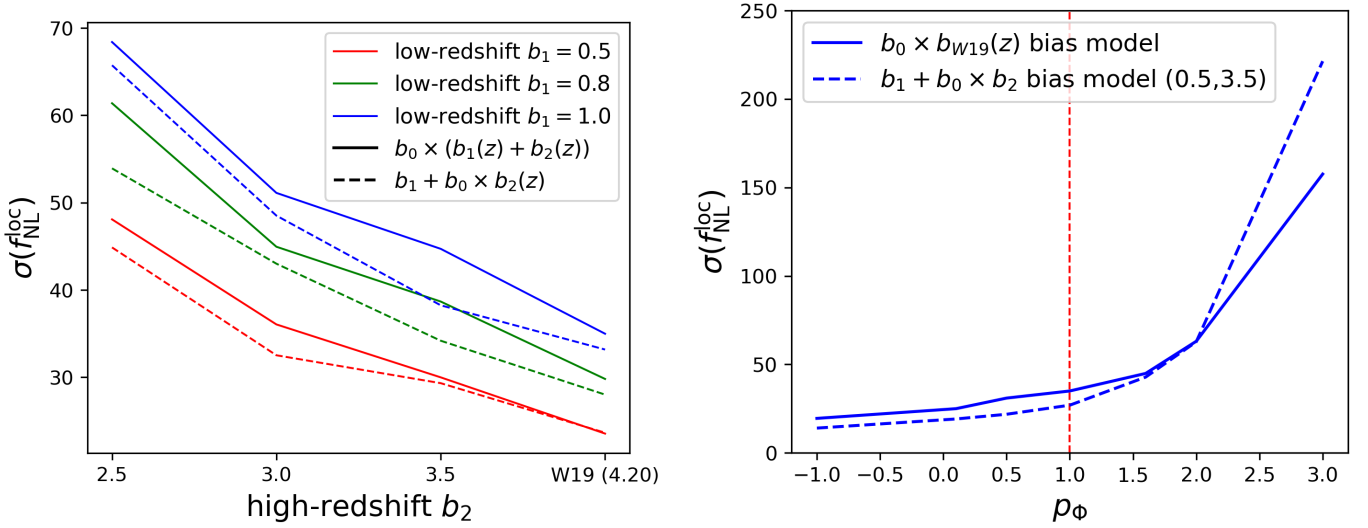 70
60
50
40
30
σ(f_NL^loc)
low-redshift b₁ = 0.5
low-redshift b₁ = 0.8
low-redshift b₁ = 1.0
b₀ × (b₁(z) + b₂(z))
b₁ + b₀ × b₂(z)
2.5 3.0 3.5 W19 (4.20)
high-redshift b₂
250
200
150
100
50
0
σ(f_NL^loc)
b₀ × b_W19(z) bias model
b₁ + b₀ × b₂ bias model (0.5,3.5)
−1.0 −0.5 0.0 0.5 1.0 1.5 2.0 2.5 3.0
p_Φ